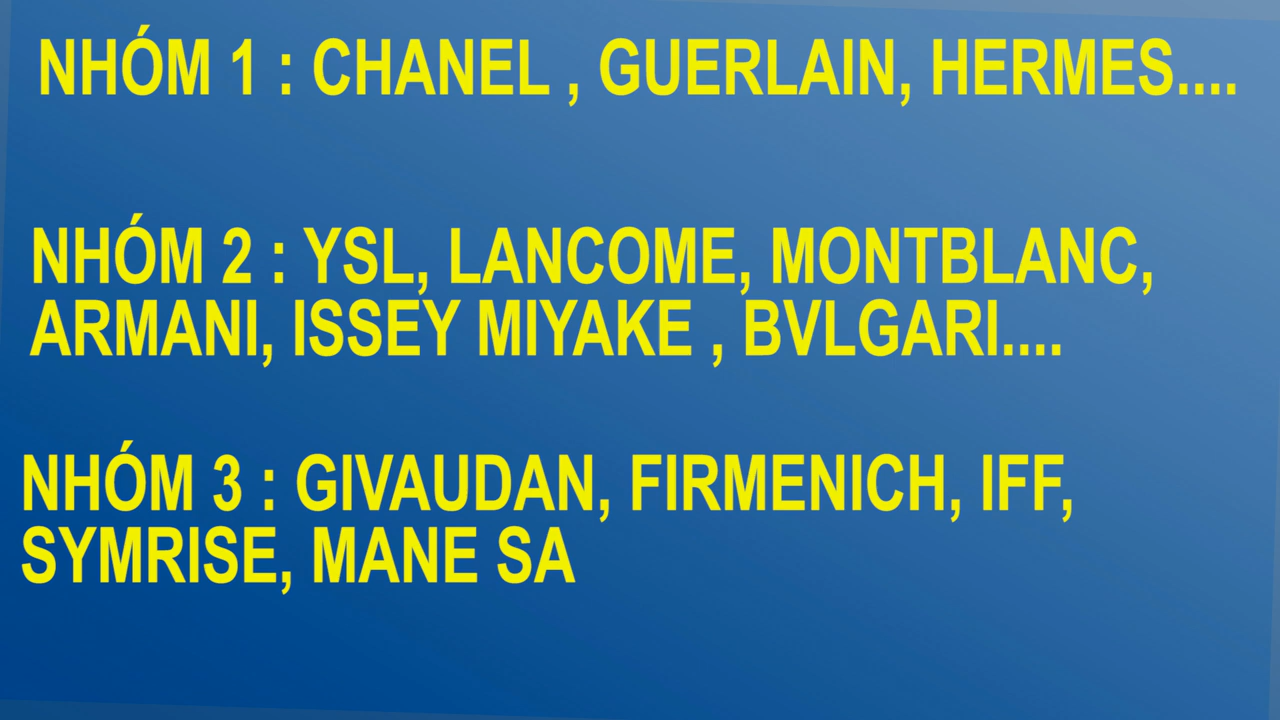 NHÓM 1 : CHANEL , GUERLAIN, HERMES....
NHÓM 2 : YSL, LANCOME, MONTBLANC,
ARMANI, ISSEY MIYAKE , BVLGARI....
NHÓM 3 : GIVAUDAN, FIRMENICH, IFF,
SYMRISE, MANE SA